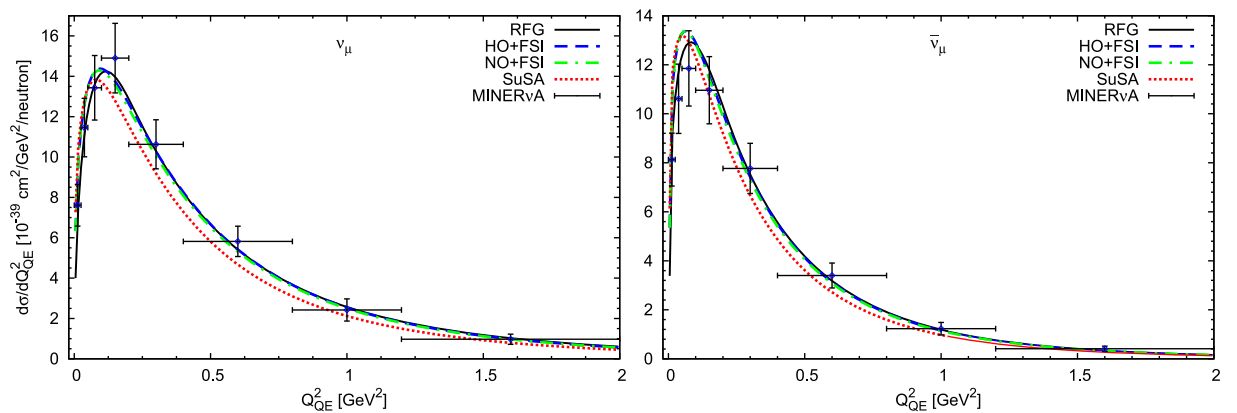 16
14
12
10
8
6
4
2
0
dσ/dQ²QE [10⁻³⁹ cm²/GeV²/neutron]
νμ
RFG
HO+FSI
NO+FSI
SuSA
MINERνA
0 0.5 1 1.5 2
Q²QE [GeV²]
14
12
10
8
6
4
2
0
ν̄μ
RFG
HO+FSI
NO+FSI
SuSA
MINERνA
0 0.5 1 1.5 2
Q²QE [GeV²]